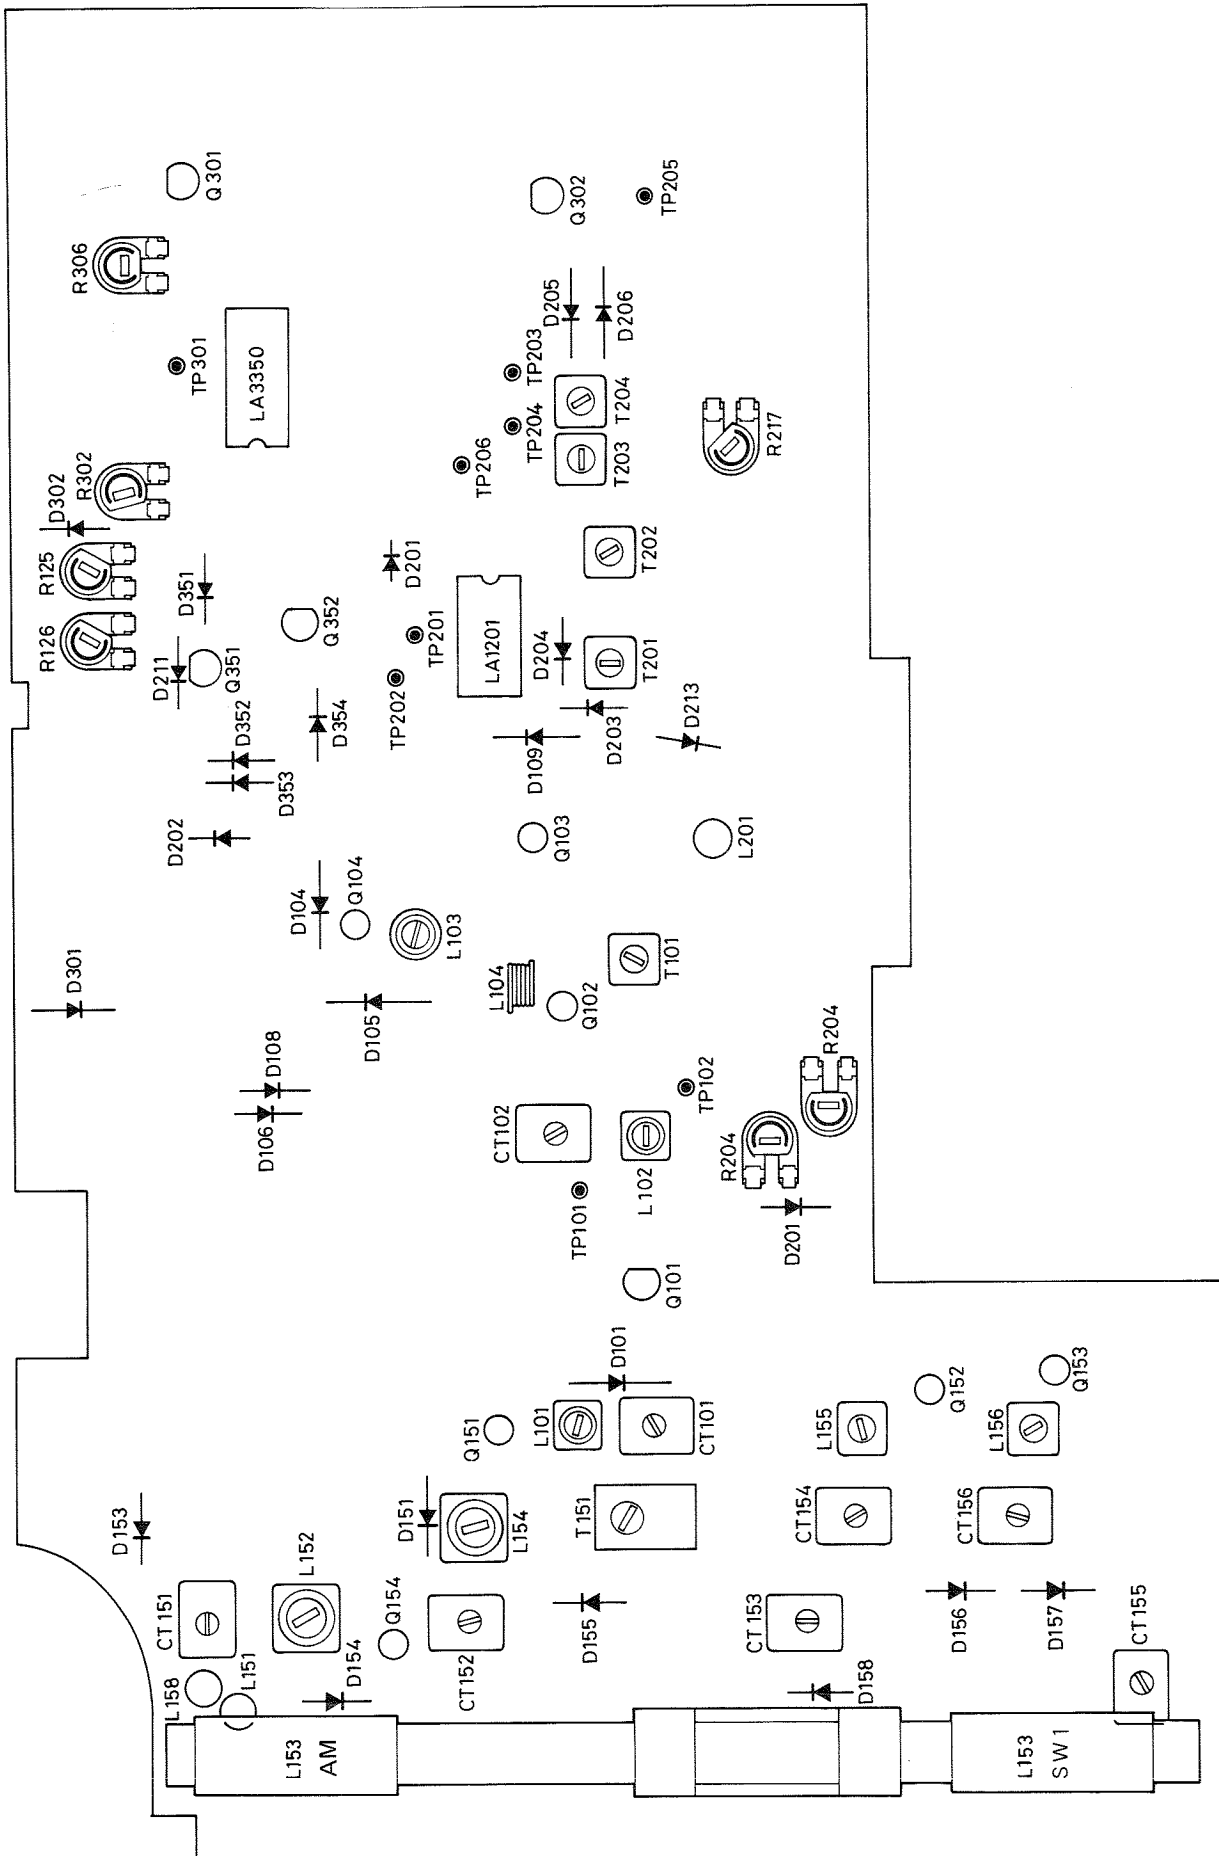 Q301
R306
Q302
TP205
D205
D206
TP301
LA3350
TP203
TP204
T204
TP206
T203
R217
D302
R302
R125
D351
D201
T202
R126
D211
Q351
Q352
TP201
LA1201
D204
T201
TP202
D352
D354
D353
D109
D203
D213
D202
Q103
L201
D104
Q104
L103
D301
L104
T101
D105
Q102
D108
D106
CT102
TP102
R204
L102
R204
TP101
D201
Q101
D101
Q151
L101
CT101
L155
Q152
Q153
L156
D153
D151
L154
T151
CT154
CT156
CT151
L152
Q154
CT152
D155
CT153
D156
D157
CT155
L158
L151
D154
D158
L153
AM
L153
SW1